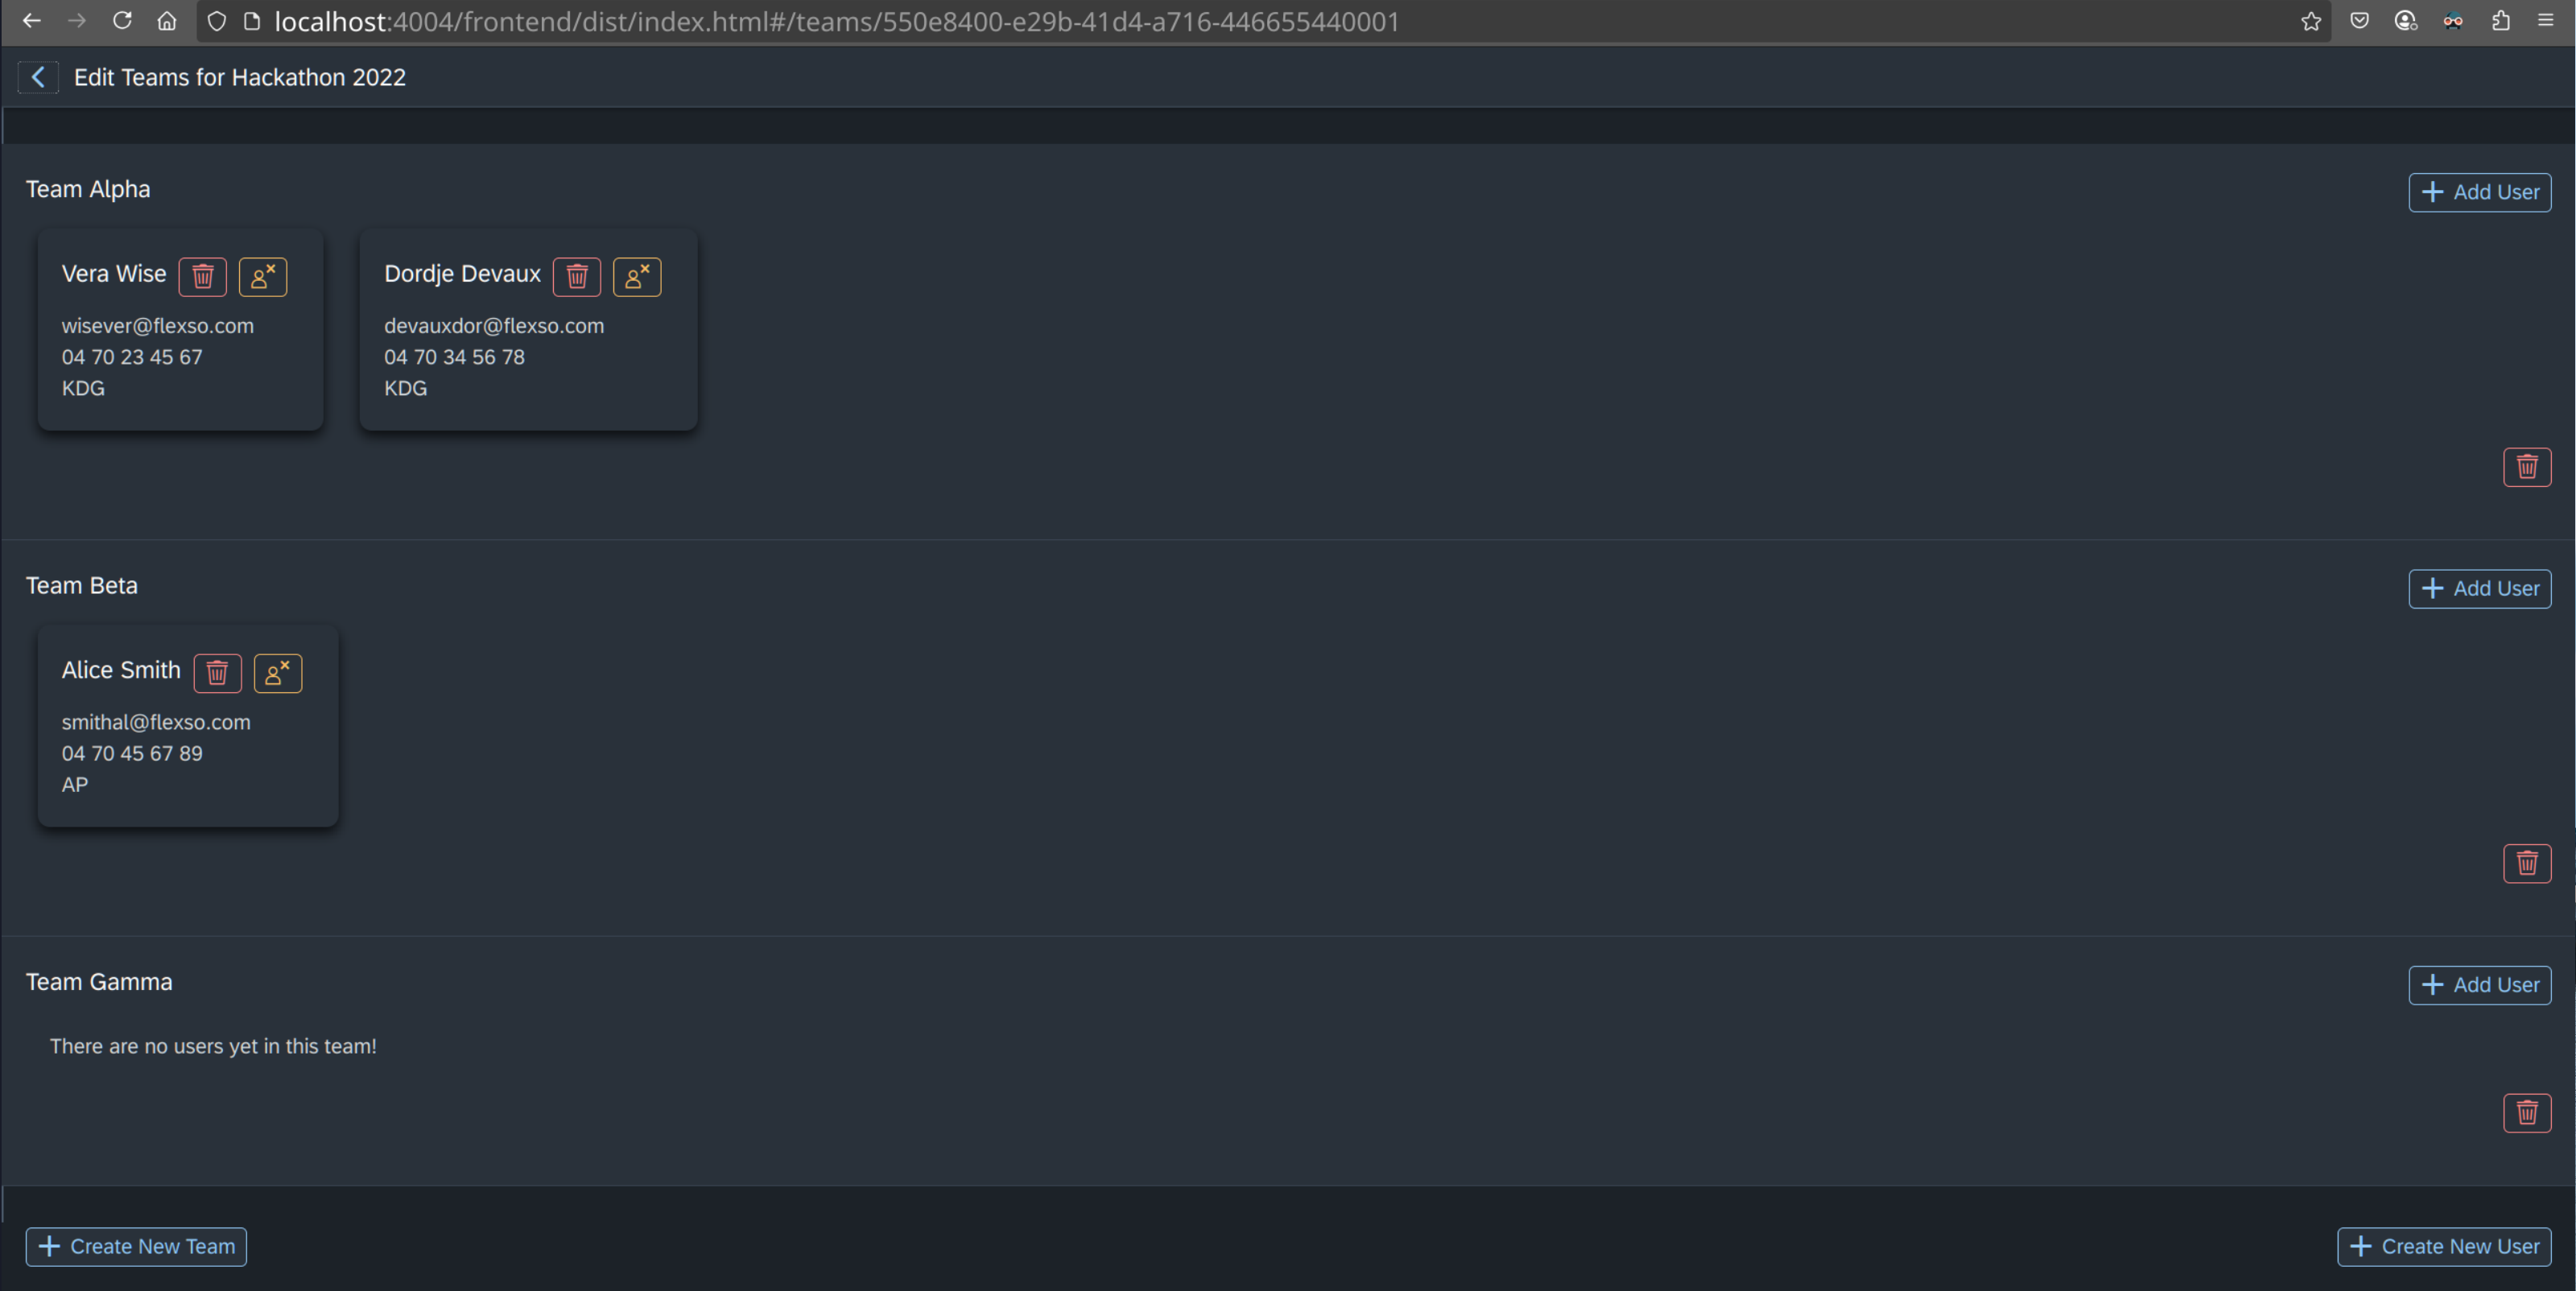 localhost:4004/frontend/dist/index.html#/teams/550e8400-e29b-41d4-a716-446655440001
Edit Teams for Hackathon 2022
Team Alpha
Add User
Vera Wise
wisever@flexso.com
04 70 23 45 67
KDG
Dordje Devaux
devauxdor@flexso.com
04 70 34 56 78
KDG
Team Beta
Add User
Alice Smith
smithal@flexso.com
04 70 45 67 89
AP
Team Gamma
Add User
There are no users yet in this team!
Create New Team
Create New User